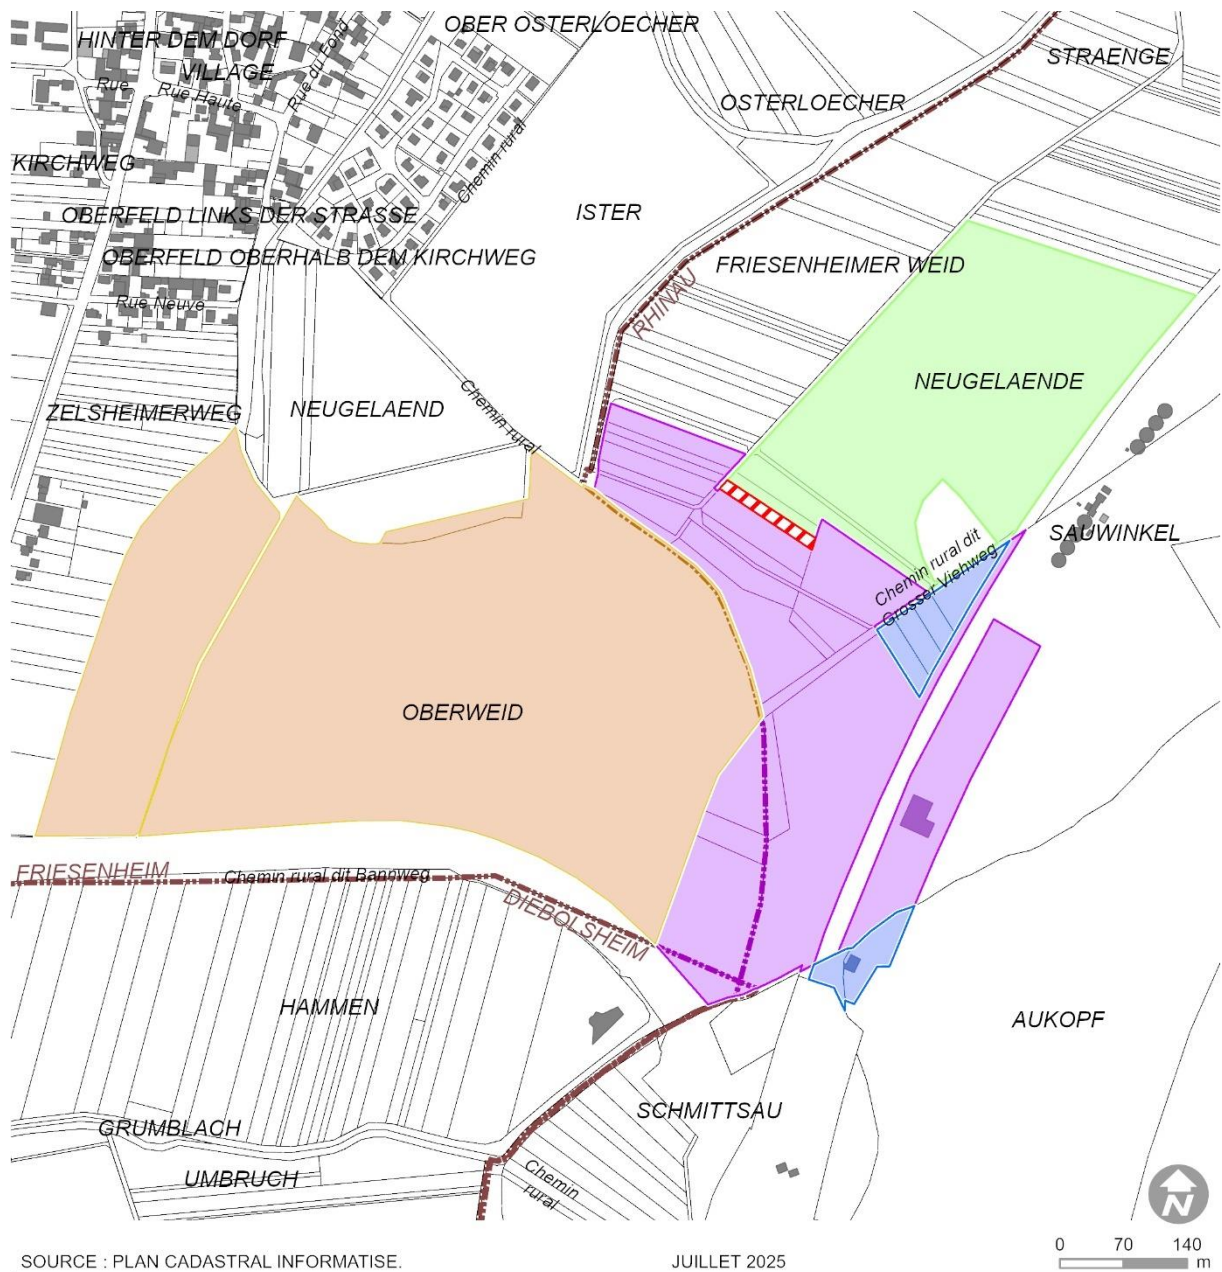 OBER OSTERLOECHER
HINTER DEM DORF
STRAENGE
VILLAGE
Rue du Fond
Rue
Rue Haute
OSTERLOECHER
Chemin rural
KIRCHWEG
ISTER
OBERFELD LINKS DER STRASSE
OBERFELD OBERHALB DEM KIRCHWEG
FRIESENHEIMER WEID
Rue Neuve
RHINAU
NEUGELAENDE
Chemin rural
ZELSHEIMERWEG
NEUGELAEND
SAUWINKEL
Chemin rural dit
Grosser Viehweg
OBERWEID
FRIESENHEIM
Chemin rural dit Bannweg
DIEBOLSHEIM
HAMMEN
AUKOPF
SCHMITTSAU
GRUMBLACH
UMBRUCH
Chemin
rural
N
SOURCE : PLAN CADASTRAL INFORMATISE.
JUILLET 2025
0 70 140
m